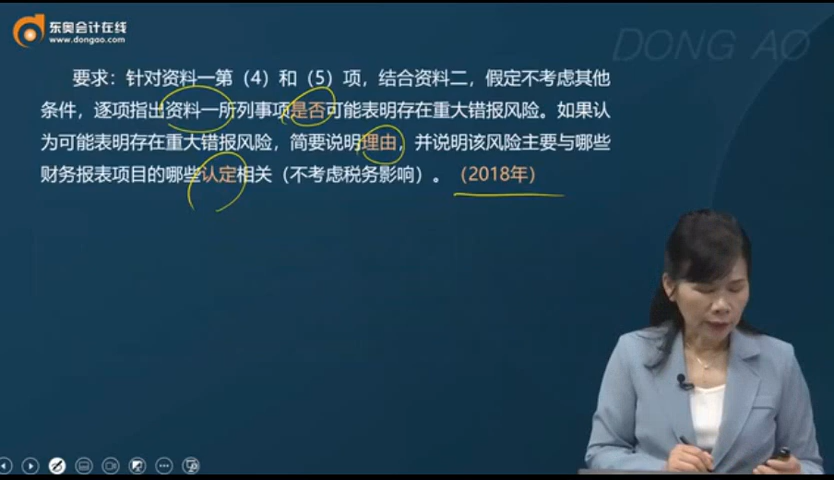 东奥会计在线
www.dongao.com
DONG AO
要求：针对资料一第（4）和（5）项，结合资料二，假定不考虑其他
条件，逐项指出资料一所列事项是否可能表明存在重大错报风险。如果认
为可能表明存在重大错报风险，简要说明理由，并说明该风险主要与哪些
财务报表项目的哪些认定相关（不考虑税务影响）。（2018年）